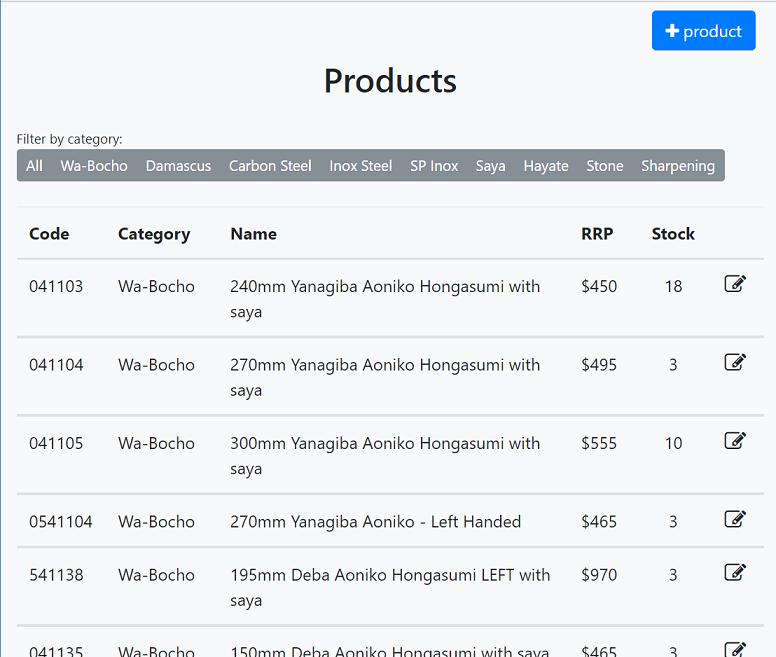 product
Products
Filter by category:
All Wa-Bocho Damascus Carbon Steel Inox Steel SP Inox Saya Hayate Stone Sharpening
Code Category Name RRP Stock
041103 Wa-Bocho 240mm Yanagiba Aoniko Hongasumi with $450 18
saya
041104 Wa-Bocho 270mm Yanagiba Aoniko Hongasumi with $495 3
saya
041105 Wa-Bocho 300mm Yanagiba Aoniko Hongasumi with $555 10
saya
0541104 Wa-Bocho 270mm Yanagiba Aoniko - Left Handed $465 3
541138 Wa-Bocho 195mm Deba Aoniko Hongasumi LEFT with $970 3
saya
041135 Wa-Bocho 150mm Deba Aoniko Hongasumi with saya $465 3